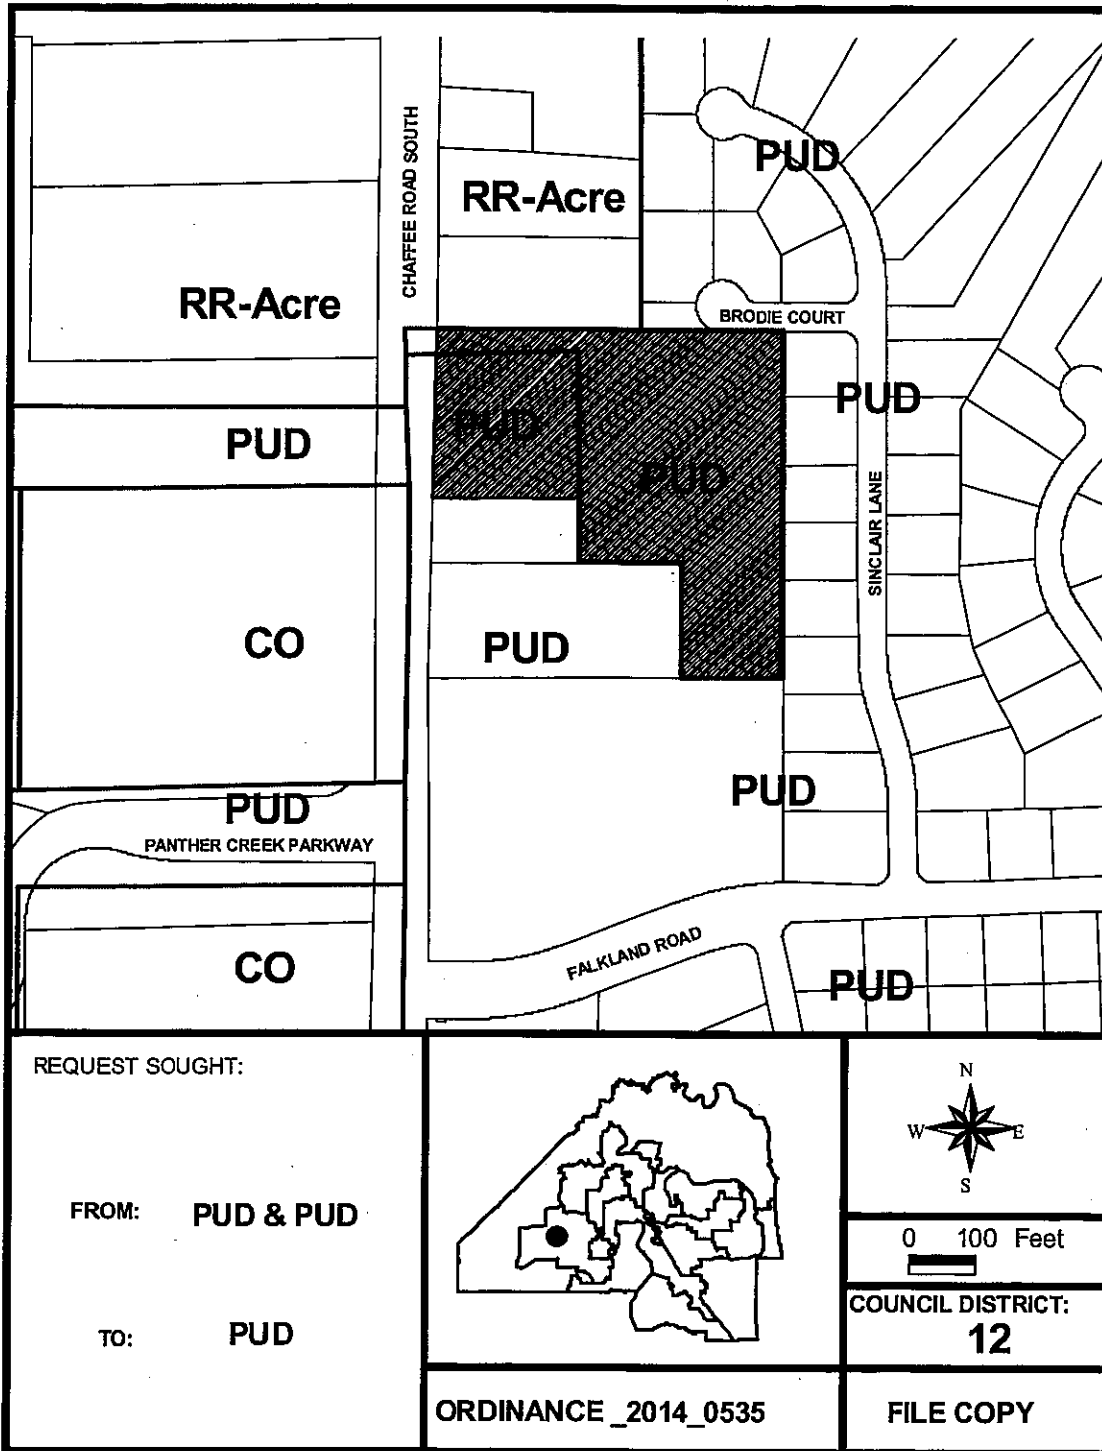 CHAFFEE ROAD SOUTH
PUD
RR-Acre
RR-Acre
BRODIE COURT
PUD
PUD
PUD
PUD
SINCLAIR LANE
CO
PUD
PUD
PUD
PANTHER CREEK PARKWAY
FALKLAND ROAD
CO
PUD
REQUEST SOUGHT:
FROM: PUD & PUD
TO: PUD
N
W E
S
0 100 Feet
COUNCIL DISTRICT:
12
ORDINANCE _2014_0535
FILE COPY